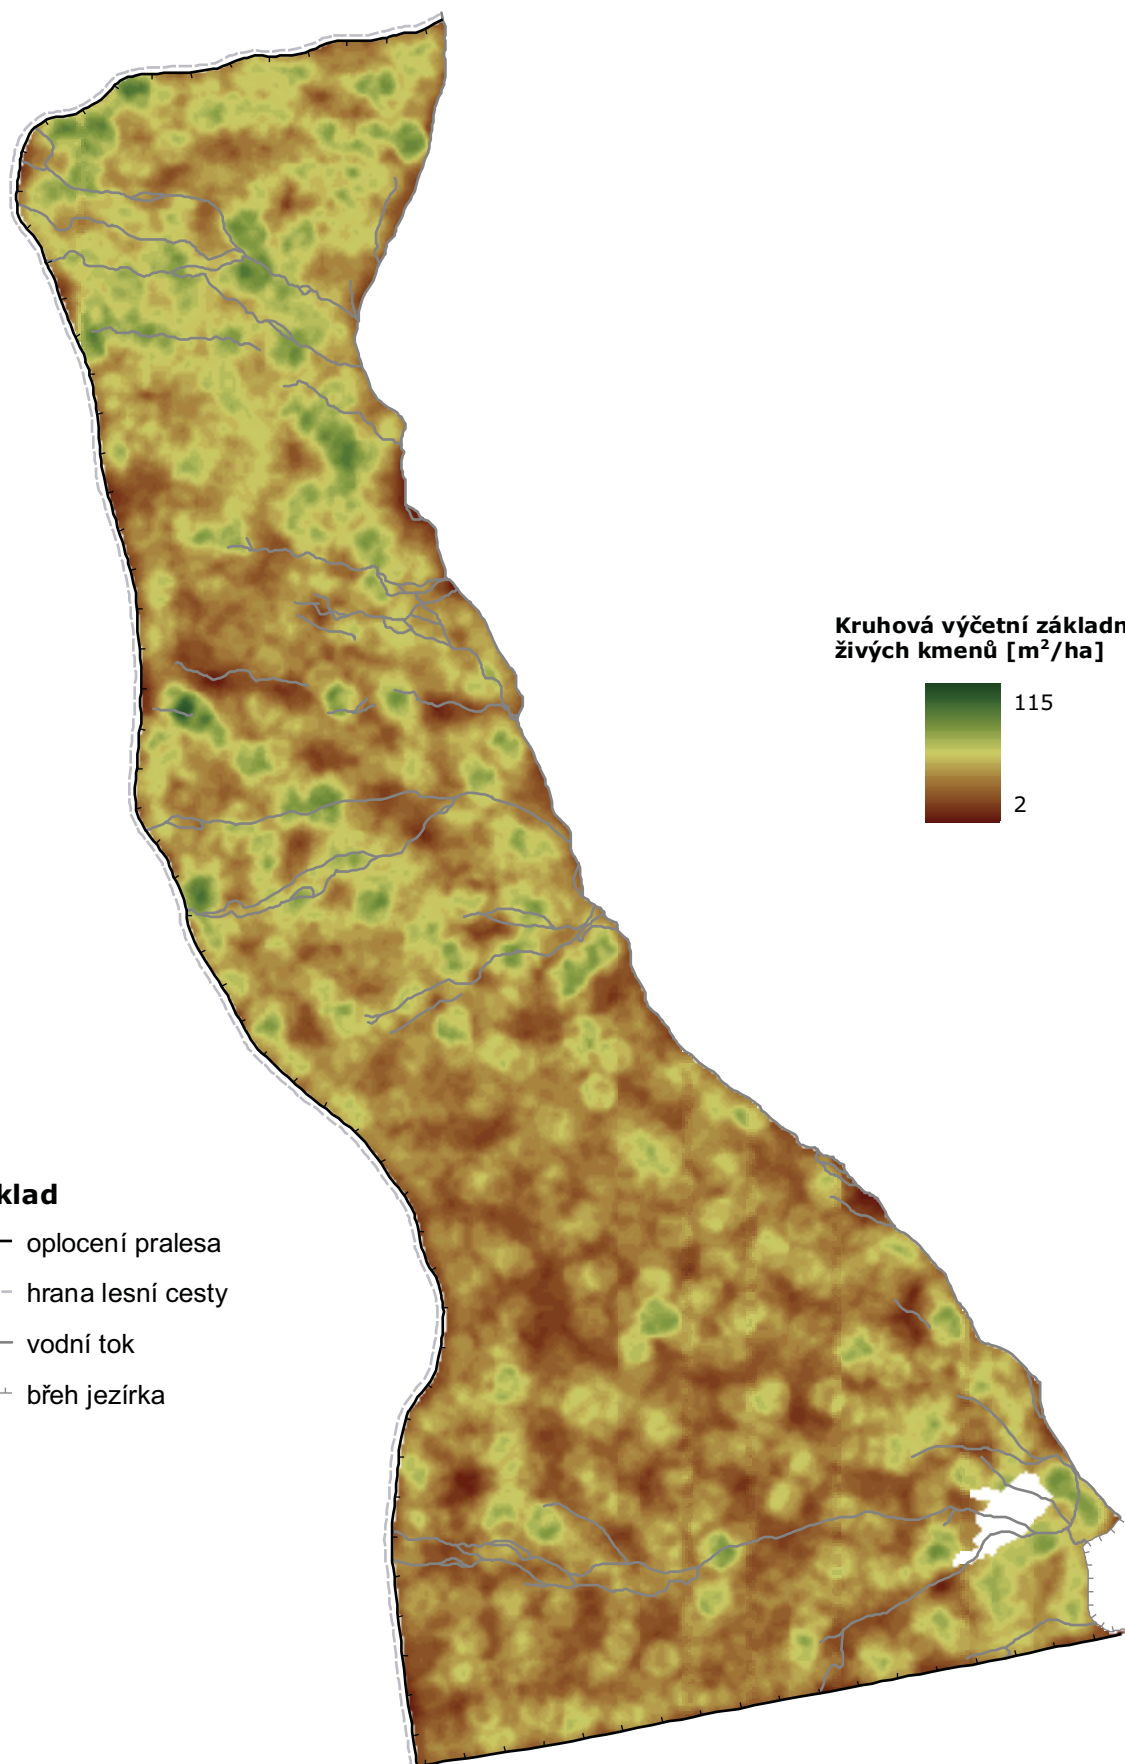 Kruhová výčetní základn
živých kmenů [m²/ha]
115
2
klad
oplocení pralesa
hrana lesní cesty
vodní tok
břeh jezírka